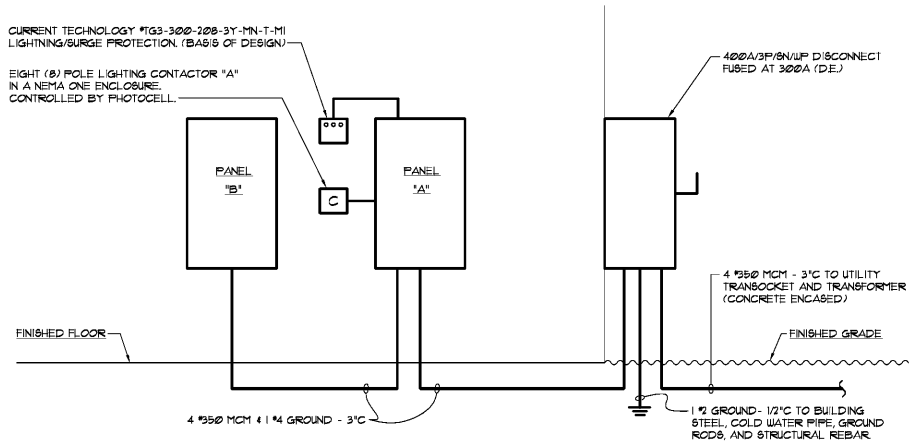 CURRENT TECHNOLOGY #TG3-300-208-3Y-MN-T-MI
LIGHTNING/SURGE PROTECTION. (BASIS OF DESIGN)
EIGHT (8) POLE LIGHTING CONTACTOR "A"
IN A NEMA ONE ENCLOSURE.
CONTROLLED BY PHOTOCELL.
400A/3P/SN/WP DISCONNECT
FUSED AT 300A (D.E.)
PANEL
"B"
C
PANEL
"A"
4 #350 MCM - 3"C TO UTILITY
TRANSOCKET AND TRANSFORMER
(CONCRETE ENCASED)
FINISHED FLOOR
FINISHED GRADE
4 #350 MCM & 1 #4 GROUND - 3"C
1 #2 GROUND- 1/2"C TO BUILDING
STEEL, COLD WATER PIPE, GROUND
RODS, AND STRUCTURAL REBAR